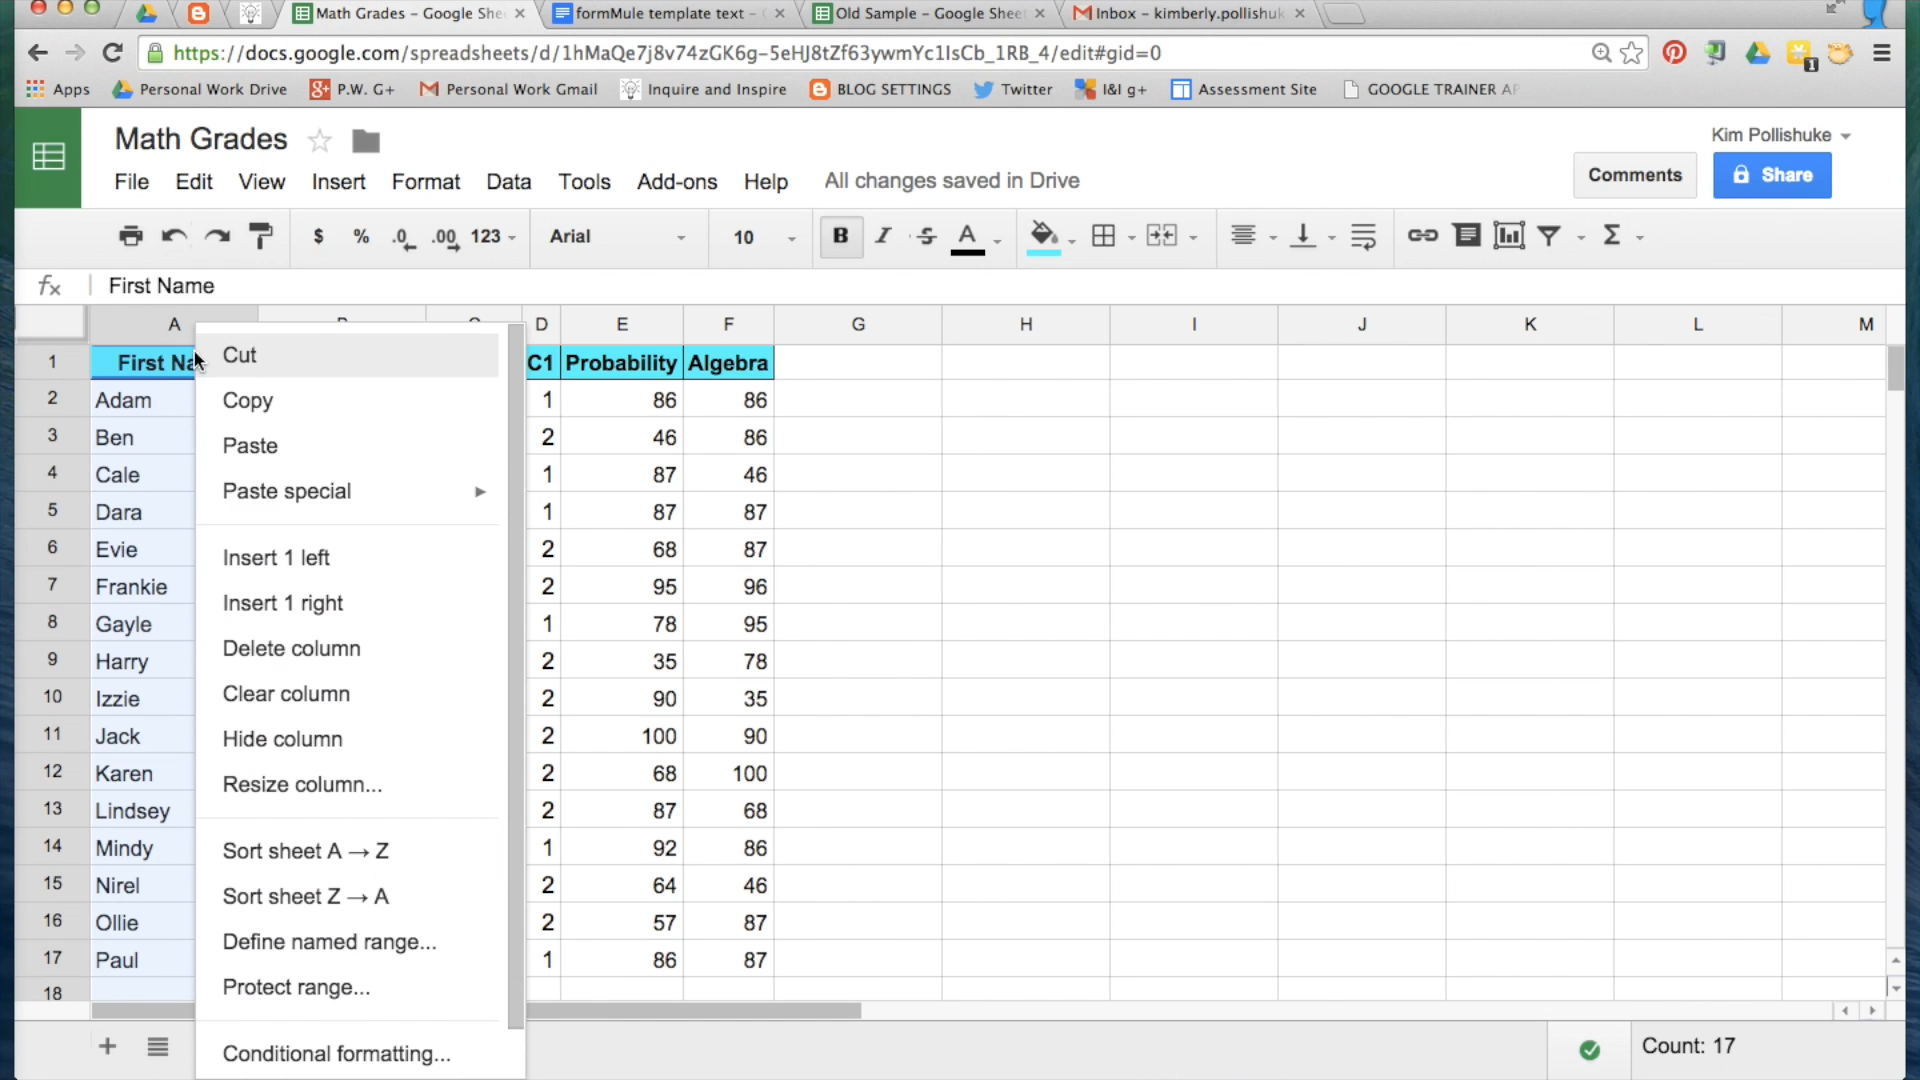 Math Grades - Google She
formMule template text -
Old Sample - Google Sheet
Inbox - kimberly.pollishuk
https://docs.google.com/spreadsheets/d/1hMaQe7j8v74zGK6g-5eHJ8tZf63ywmYc1IsCb_1RB_4/edit#gid=0
1
Apps Personal Work Drive P.W. G+ Personal Work Gmail Inquire and Inspire BLOG SETTINGS Twitter I&I g+ Assessment Site GOOGLE TRAINER AP
Math Grades
Kim Pollishuke
File Edit View Insert Format Data Tools Add-ons Help All changes saved in Drive
Comments Share
$ % .0 .00 123 Arial 10 B I S A Σ
fx First Name
A D E F G H I J K L M
1 First Na C1 Probability Algebra
2 Adam 1 86 86
3 Ben 2 46 86
4 Cale 1 87 46
5 Dara 1 87 87
6 Evie 2 68 87
7 Frankie 2 95 96
8 Gayle 1 78 95
9 Harry 2 35 78
10 Izzie 2 90 35
11 Jack 2 100 90
12 Karen 2 68 100
13 Lindsey 2 87 68
14 Mindy 1 92 86
15 Nirel 2 64 46
16 Ollie 2 57 87
17 Paul 1 86 87
18
Cut
Copy
Paste
Paste special
Insert 1 left
Insert 1 right
Delete column
Clear column
Hide column
Resize column...
Sort sheet A → Z
Sort sheet Z → A
Define named range...
Protect range...
Conditional formatting...
Count: 17